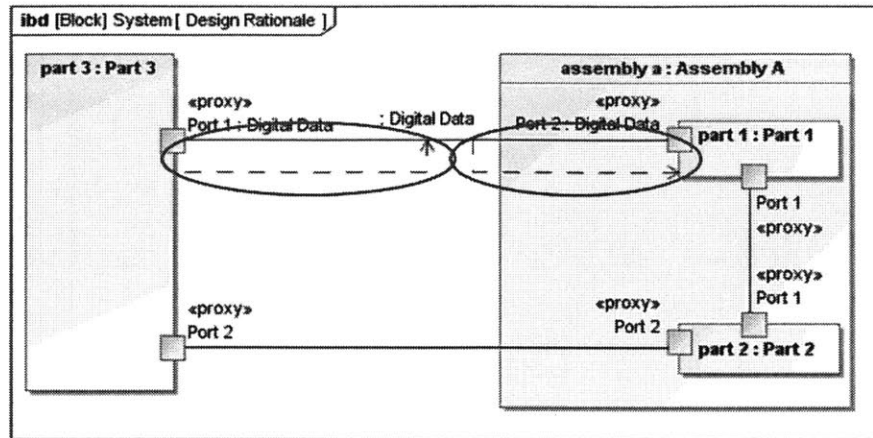 ibd [Block] System[ Design Rationale ]
part 3 : Part 3
assembly a : Assembly A
«proxy»
Port 1 : Digital Data
: Digital Data
«proxy»
Port 2 : Digital Data
part 1 : Part 1
Port 1
«proxy»
«proxy»
Port 1
«proxy»
Port 2
«proxy»
Port 2
part 2 : Part 2